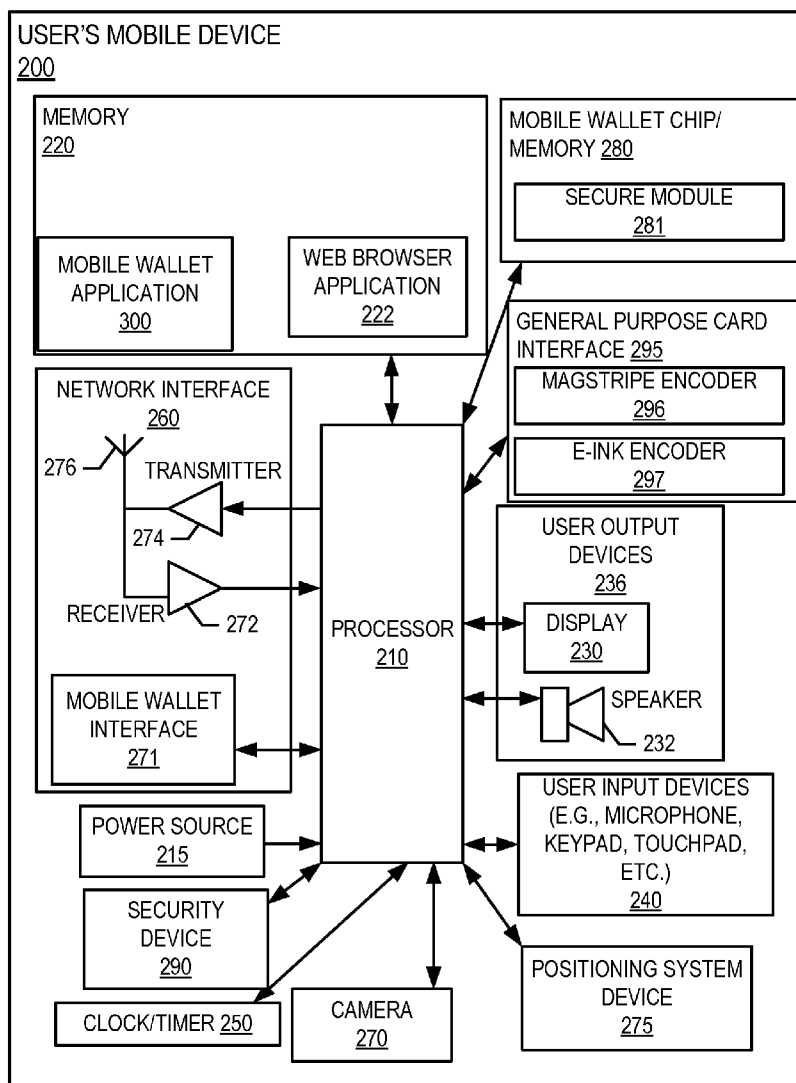 USER'S MOBILE DEVICE
200
MEMORY
220
MOBILE WALLET
APPLICATION
300
WEB BROWSER
APPLICATION
222
MOBILE WALLET CHIP/
MEMORY 280
SECURE MODULE
281
GENERAL PURPOSE CARD
INTERFACE 295
MAGSTRIPE ENCODER
296
E-INK ENCODER
297
NETWORK INTERFACE
260
276
TRANSMITTER
274
RECEIVER
272
MOBILE WALLET
INTERFACE
271
PROCESSOR
210
USER OUTPUT
DEVICES
236
DISPLAY
230
SPEAKER
232
POWER SOURCE
215
USER INPUT DEVICES
(E.G., MICROPHONE,
KEYPAD, TOUCHPAD,
ETC.)
240
SECURITY
DEVICE
290
CLOCK/TIMER 250
CAMERA
270
POSITIONING SYSTEM
DEVICE
275